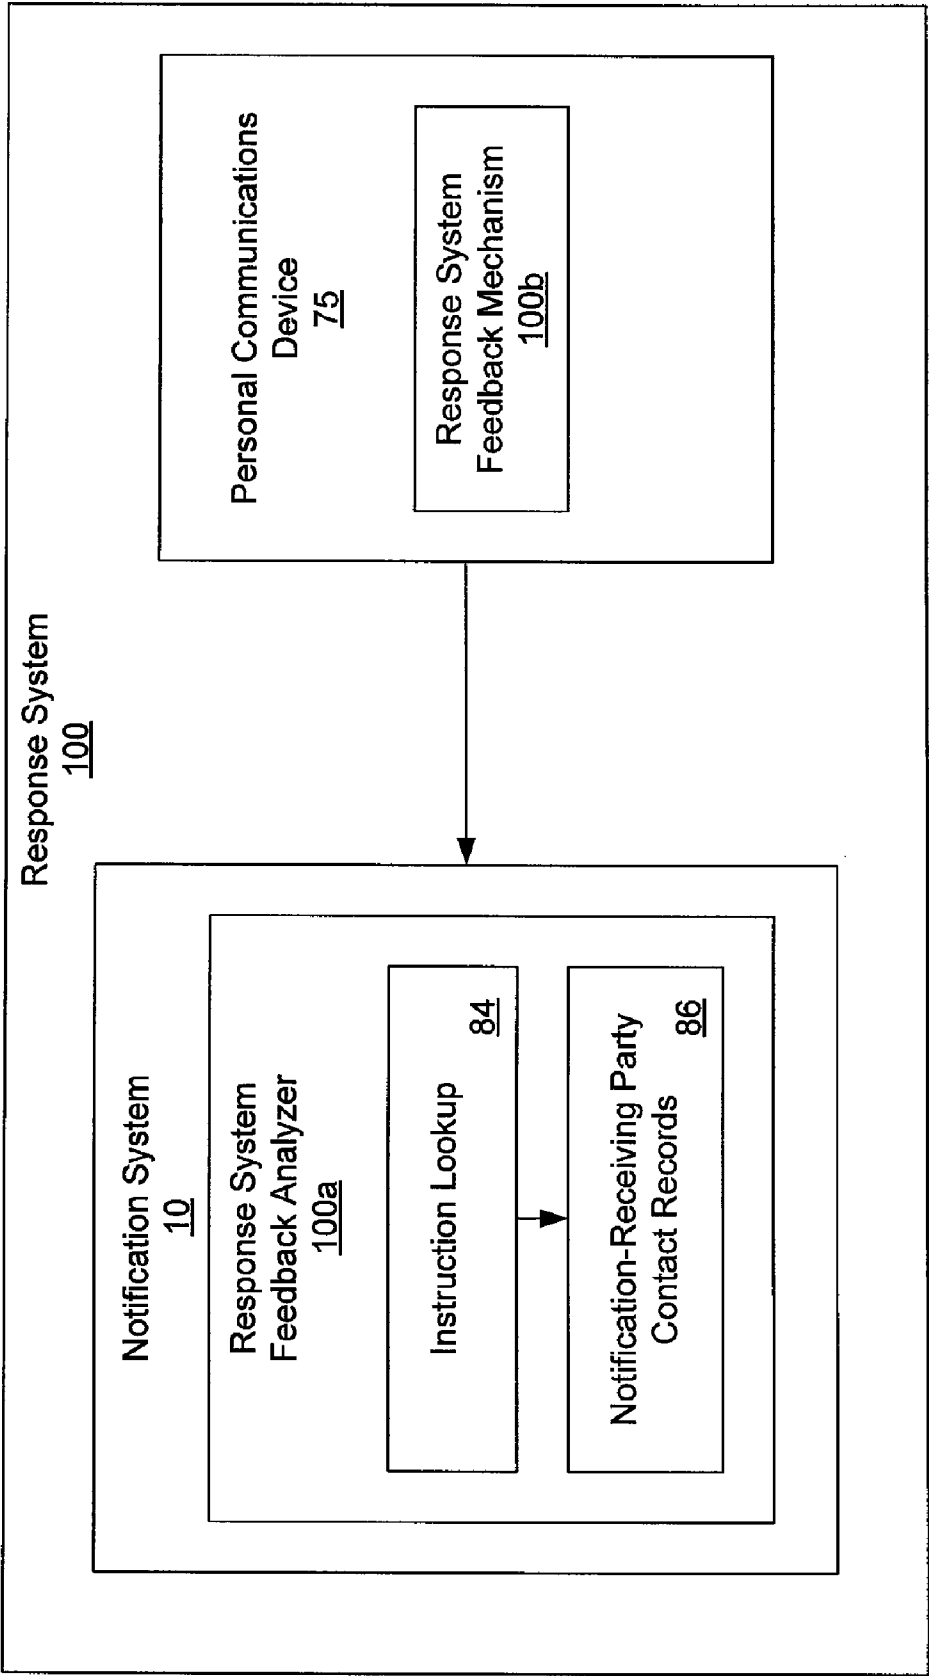 Response System
100
Notification System
10
Response System
Feedback Analyzer
100a
Instruction Lookup
84
Notification-Receiving Party
Contact Records
86
Personal Communications
Device
75
Response System
Feedback Mechanism
100b